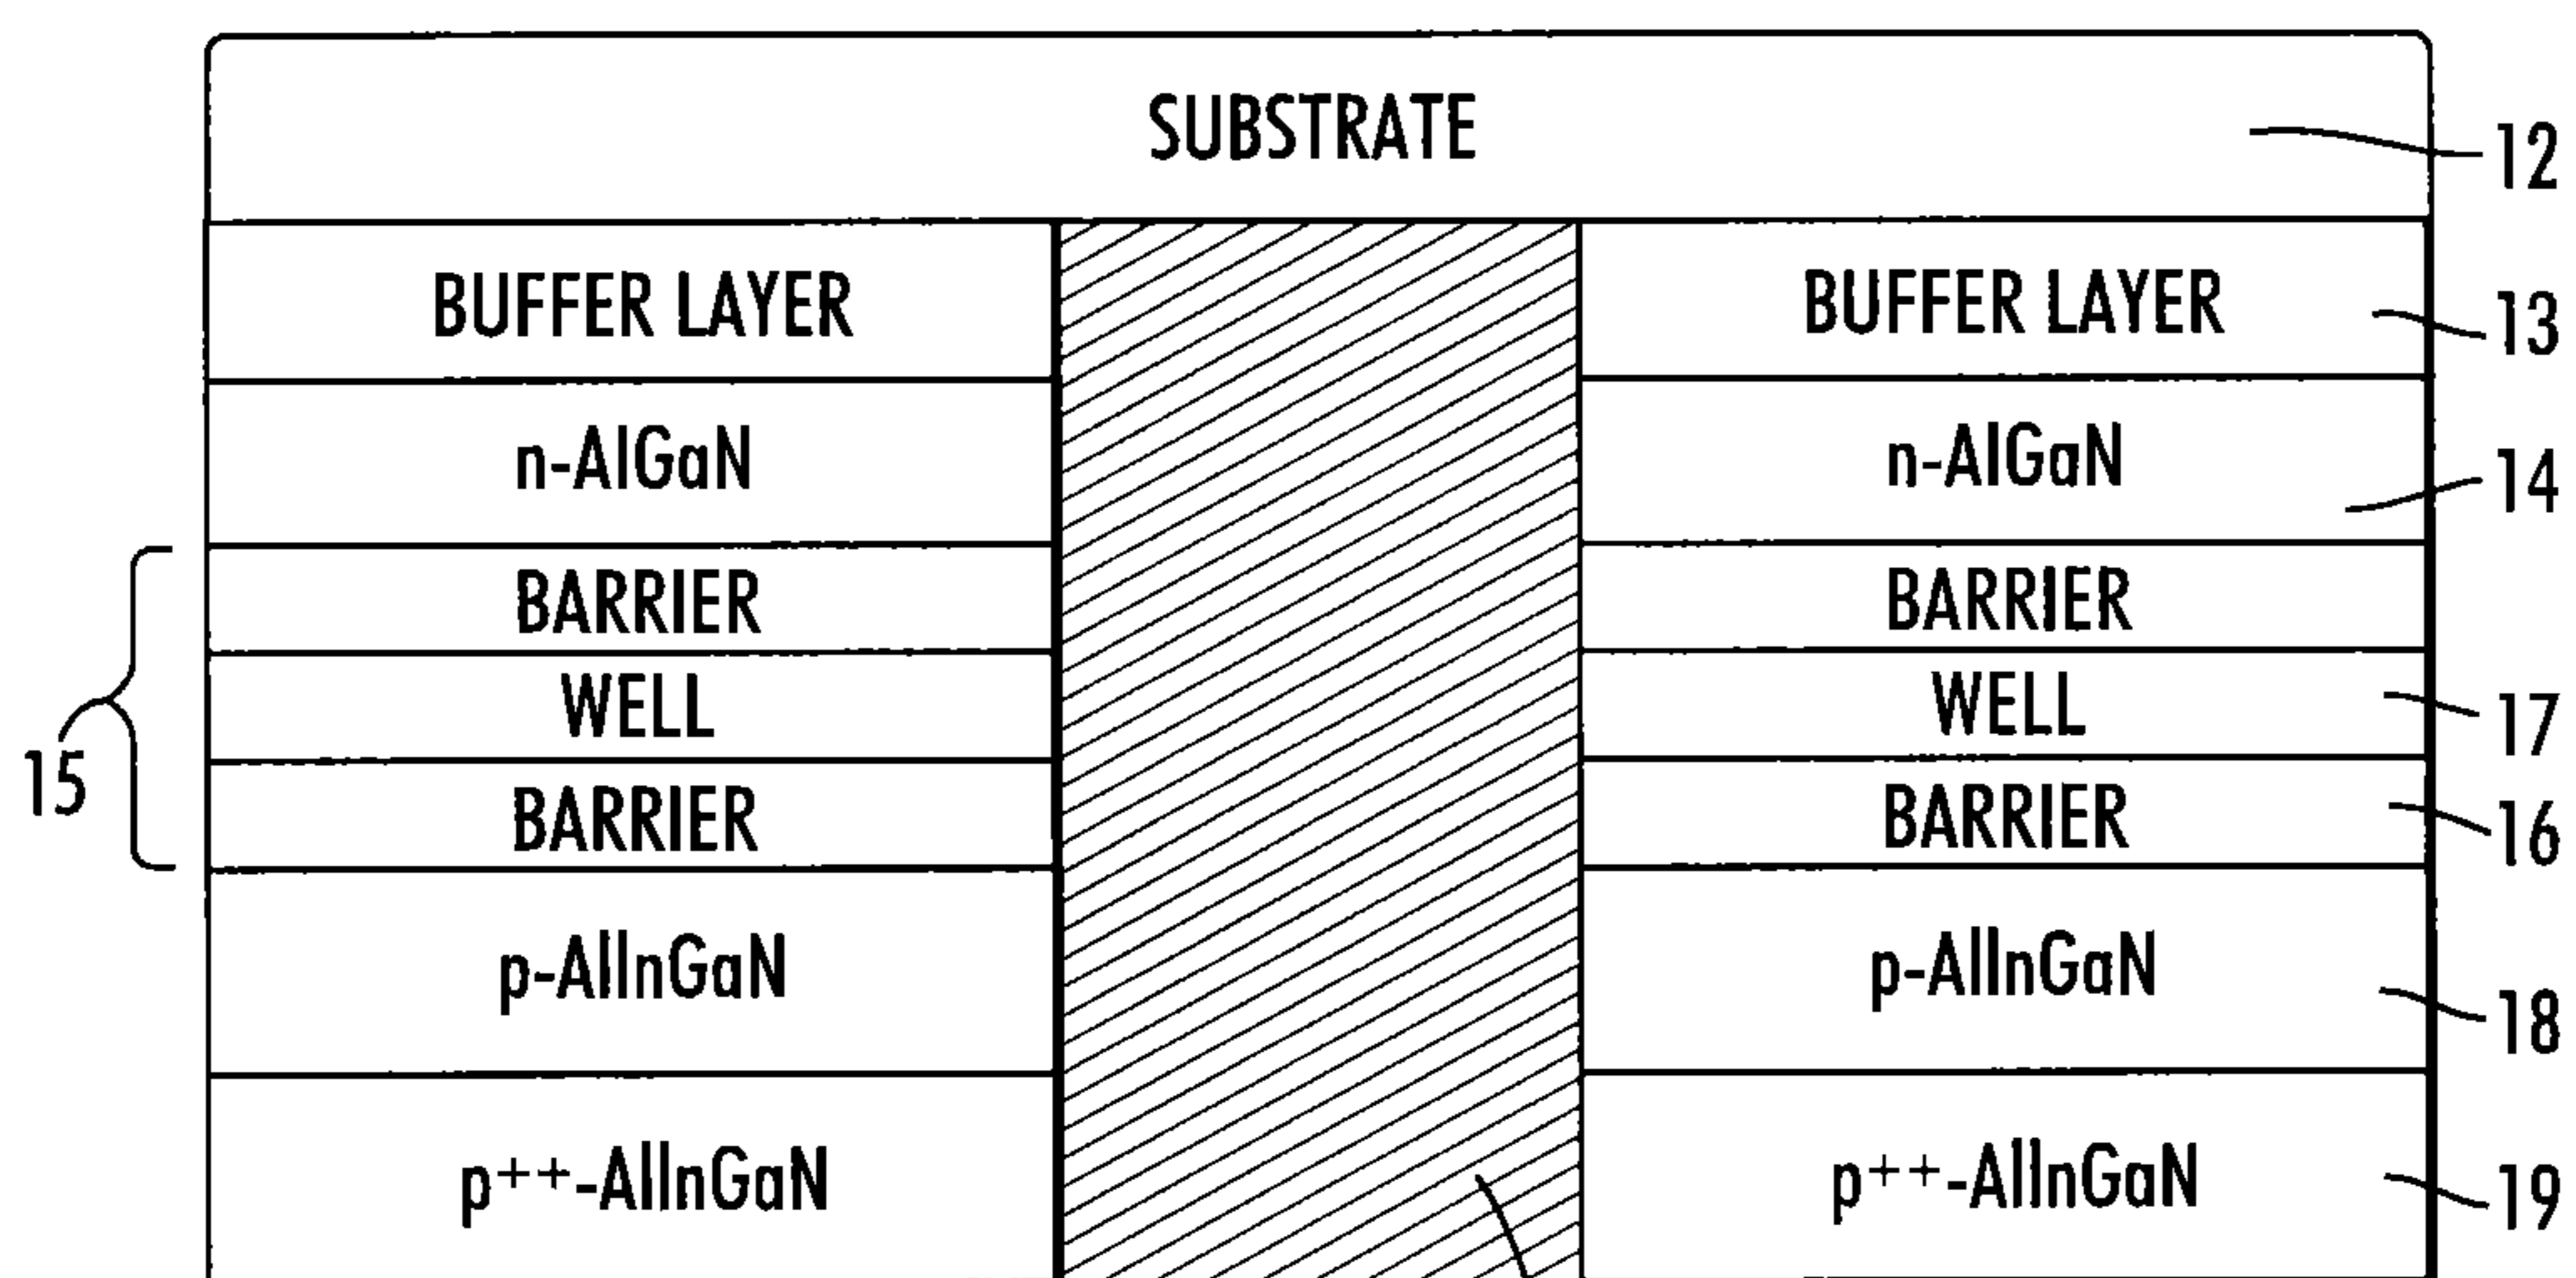 SUBSTRATE 12
BUFFER LAYER BUFFER LAYER 13
n-AlGaN n-AlGaN 14
BARRIER BARRIER
WELL WELL 17
15
BARRIER BARRIER 16
p-AlInGaN p-AlInGaN 18
p++-AlInGaN p++-AlInGaN 19